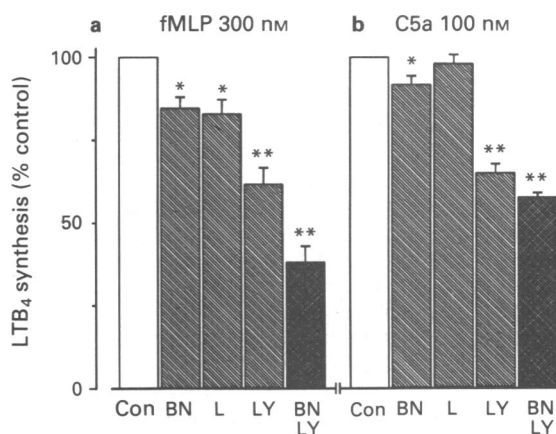 a fMLP 300 nM
b C5a 100 nM
LTB4 synthesis (% control)
100
50
0
* * ** **
* ** **
Con BN L LY BN LY
Con BN L LY BN LY